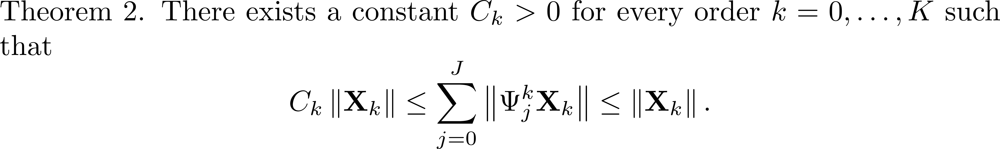 Theorem 2. There exists a constant $C_k > 0$ for every order $k = 0, \ldots, K$ such
that
$$C_k \left\| \mathbf{X}_k \right\| \leq \sum_{j=0}^{J} \left\| \Psi_j^k \mathbf{X}_k \right\| \leq \left\| \mathbf{X}_k \right\|.$$